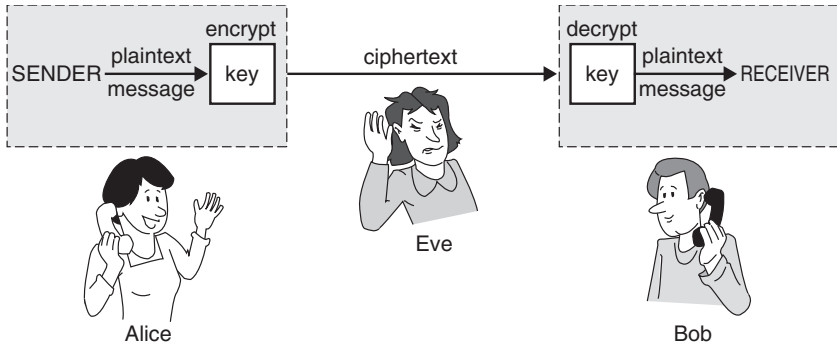 encrypt
decrypt
SENDER plaintext message key ciphertext key plaintext message RECEIVER
Eve
Alice
Bob